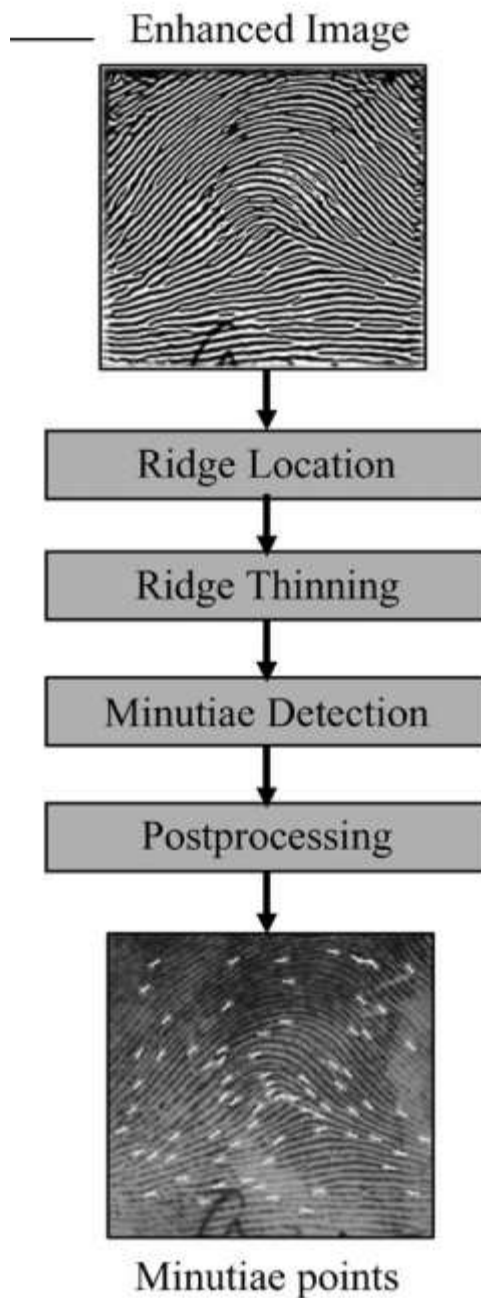 Enhanced Image
Ridge Location
Ridge Thinning
Minutiae Detection
Postprocessing
Minutiae points